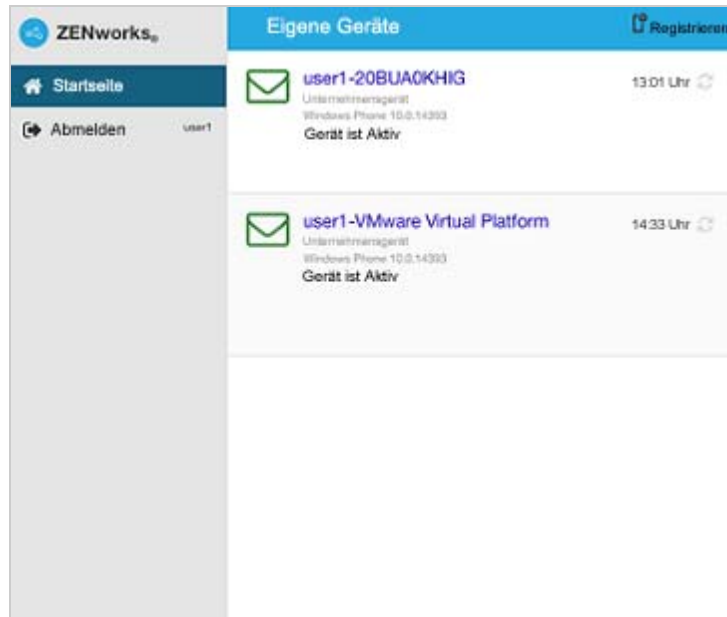 ZENworks®
Eigene Geräte
Registrieren
Startseite
Abmelden
user1
user1-20BUA0KHIG
13:01 Uhr
Unternehmensgerät
Windows Phone 10.0.14393
Gerät ist Aktiv
user1-VMware Virtual Platform
14:33 Uhr
Unternehmensgerät
Windows Phone 10.0.14393
Gerät ist Aktiv